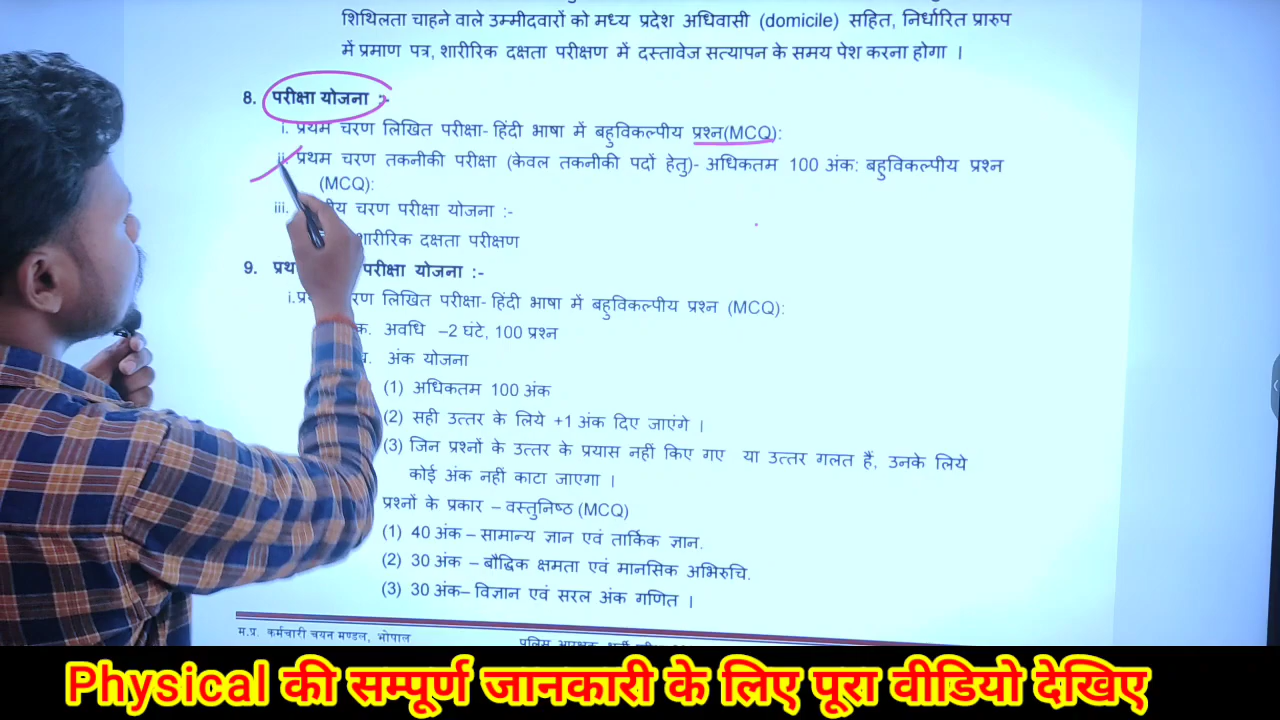 शिथिलता चाहने वाले उम्मीदवारों को मध्य प्रदेश अधिवासी (domicile) सहित, निर्धारित प्रारुप
में प्रमाण पत्र, शारीरिक दक्षता परीक्षण में दस्तावेज सत्यापन के समय पेश करना होगा ।
8. परीक्षा योजना :-
i. प्रथम चरण लिखित परीक्षा- हिंदी भाषा में बहुविकल्पीय प्रश्न(MCQ):
ii. प्रथम चरण तकनीकी परीक्षा (केवल तकनीकी पदों हेतु)- अधिकतम 100 अंक: बहुविकल्पीय प्रश्न
(MCQ):
iii. चरण परीक्षा योजना :-
शारीरिक दक्षता परीक्षण
9. परीक्षा योजना :-
i. लिखित परीक्षा- हिंदी भाषा में बहुविकल्पीय प्रश्न (MCQ):
क. अवधि –2 घंटे, 100 प्रश्न
अंक योजना
(1) अधिकतम 100 अंक
(2) सही उत्तर के लिये +1 अंक दिए जाएंगे ।
(3) जिन प्रश्नों के उत्तर के प्रयास नहीं किए गए या उत्तर गलत हैं, उनके लिये
कोई अंक नहीं काटा जाएगा ।
प्रश्नों के प्रकार – वस्तुनिष्ठ (MCQ)
(1) 40 अंक – सामान्य ज्ञान एवं तार्किक ज्ञान.
(2) 30 अंक – बौद्धिक क्षमता एवं मानसिक अभिरुचि.
(3) 30 अंक– विज्ञान एवं सरल अंक गणित ।
म.प्र. कर्मचारी चयन मण्डल, भोपाल
Physical की सम्पूर्ण जानकारी के लिए पूरा वीडियो देखिए